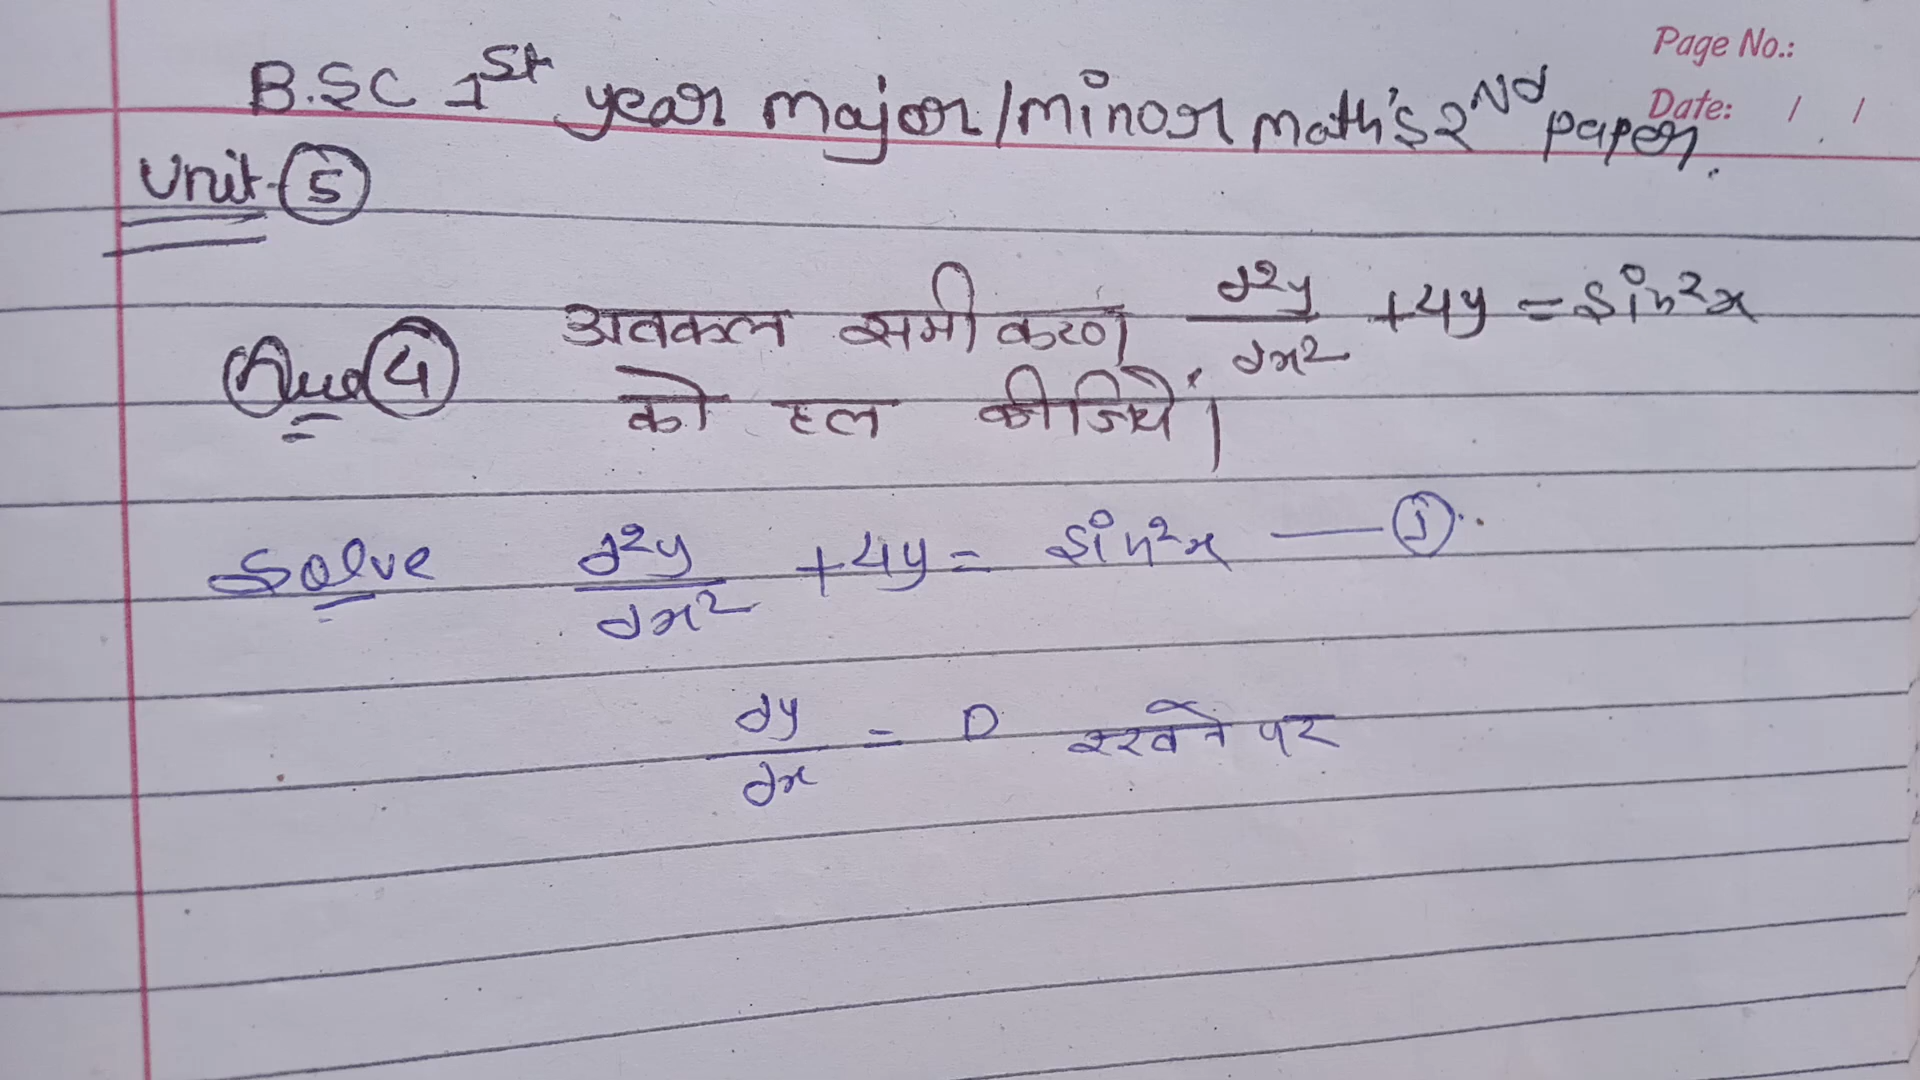 Page No.:
Date: / /
B.SC 1st year major/minor math's 2nd paper.
Unit-5
Que 4 अवकल समीकरण d²y/dx² + 4y = sin²x
को हल कीजिये।
Solve d²y/dx² + 4y = sin²x — 1
dy/dx = D रखने पर